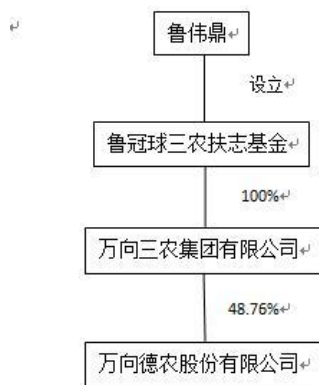 鲁伟鼎
设立
鲁冠球三农扶志基金
100%
万向三农集团有限公司
48.76%
万向德农股份有限公司